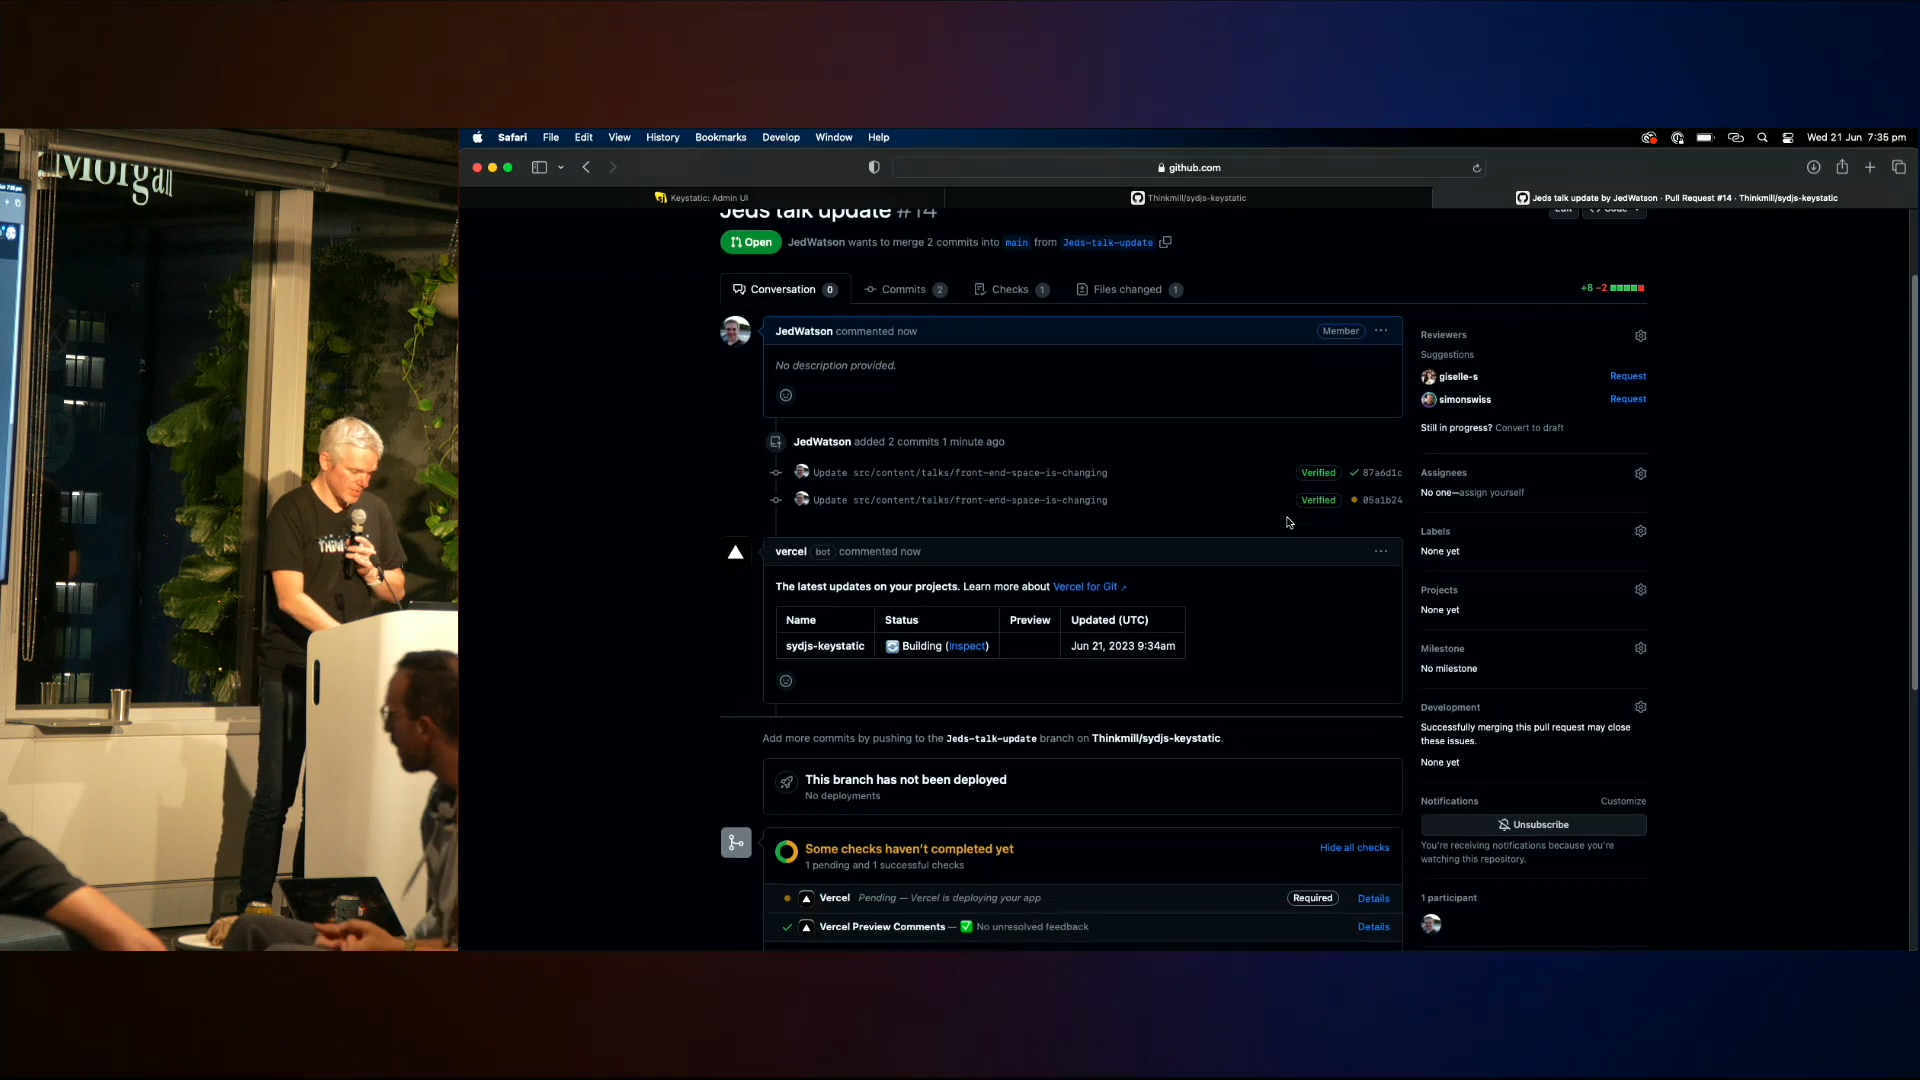 Morgan
THIN
Safari File Edit View History Bookmarks Develop Window Help
Wed 21 Jun 7:35 pm
github.com
Keystatic: Admin UI
Thinkmill/sydjs-keystatic
Jeds talk update by JedWatson · Pull Request #14 · Thinkmill/sydjs-keystatic
Jeds talk update #14
Edit
<> Code
Open
JedWatson wants to merge 2 commits into main from Jeds-talk-update
Conversation 0
Commits 2
Checks 1
Files changed 1
+8 −2
JedWatson commented now
Member
No description provided.
JedWatson added 2 commits 1 minute ago
Update src/content/talks/front-end-space-is-changing
Verified
87a6d1c
Update src/content/talks/front-end-space-is-changing
Verified
05a1b24
vercel bot commented now
The latest updates on your projects. Learn more about Vercel for Git ↗
Name Status Preview Updated (UTC)
sydjs-keystatic Building (Inspect) Jun 21, 2023 9:34am
Add more commits by pushing to the Jeds-talk-update branch on Thinkmill/sydjs-keystatic.
This branch has not been deployed
No deployments
Some checks haven't completed yet
Hide all checks
1 pending and 1 successful checks
Vercel Pending — Vercel is deploying your app
Required
Details
Vercel Preview Comments — ✅ No unresolved feedback
Details
Reviewers
Suggestions
giselle-s
Request
simonswiss
Request
Still in progress? Convert to draft
Assignees
No one—assign yourself
Labels
None yet
Projects
None yet
Milestone
No milestone
Development
Successfully merging this pull request may close
these issues.
None yet
Notifications
Customize
Unsubscribe
You're receiving notifications because you're
watching this repository.
1 participant